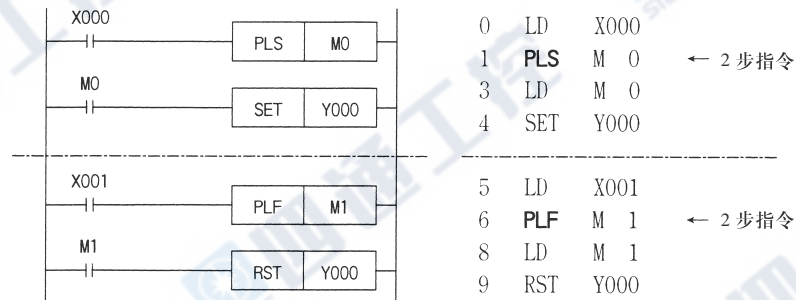 X000
PLS M0
M0
SET Y000
X001
PLF M1
M1
RST Y000
0 LD X000
1 PLS M 0 ← 2 步指令
3 LD M 0
4 SET Y000
5 LD X001
6 PLF M 1 ← 2 步指令
8 LD M 1
9 RST Y000